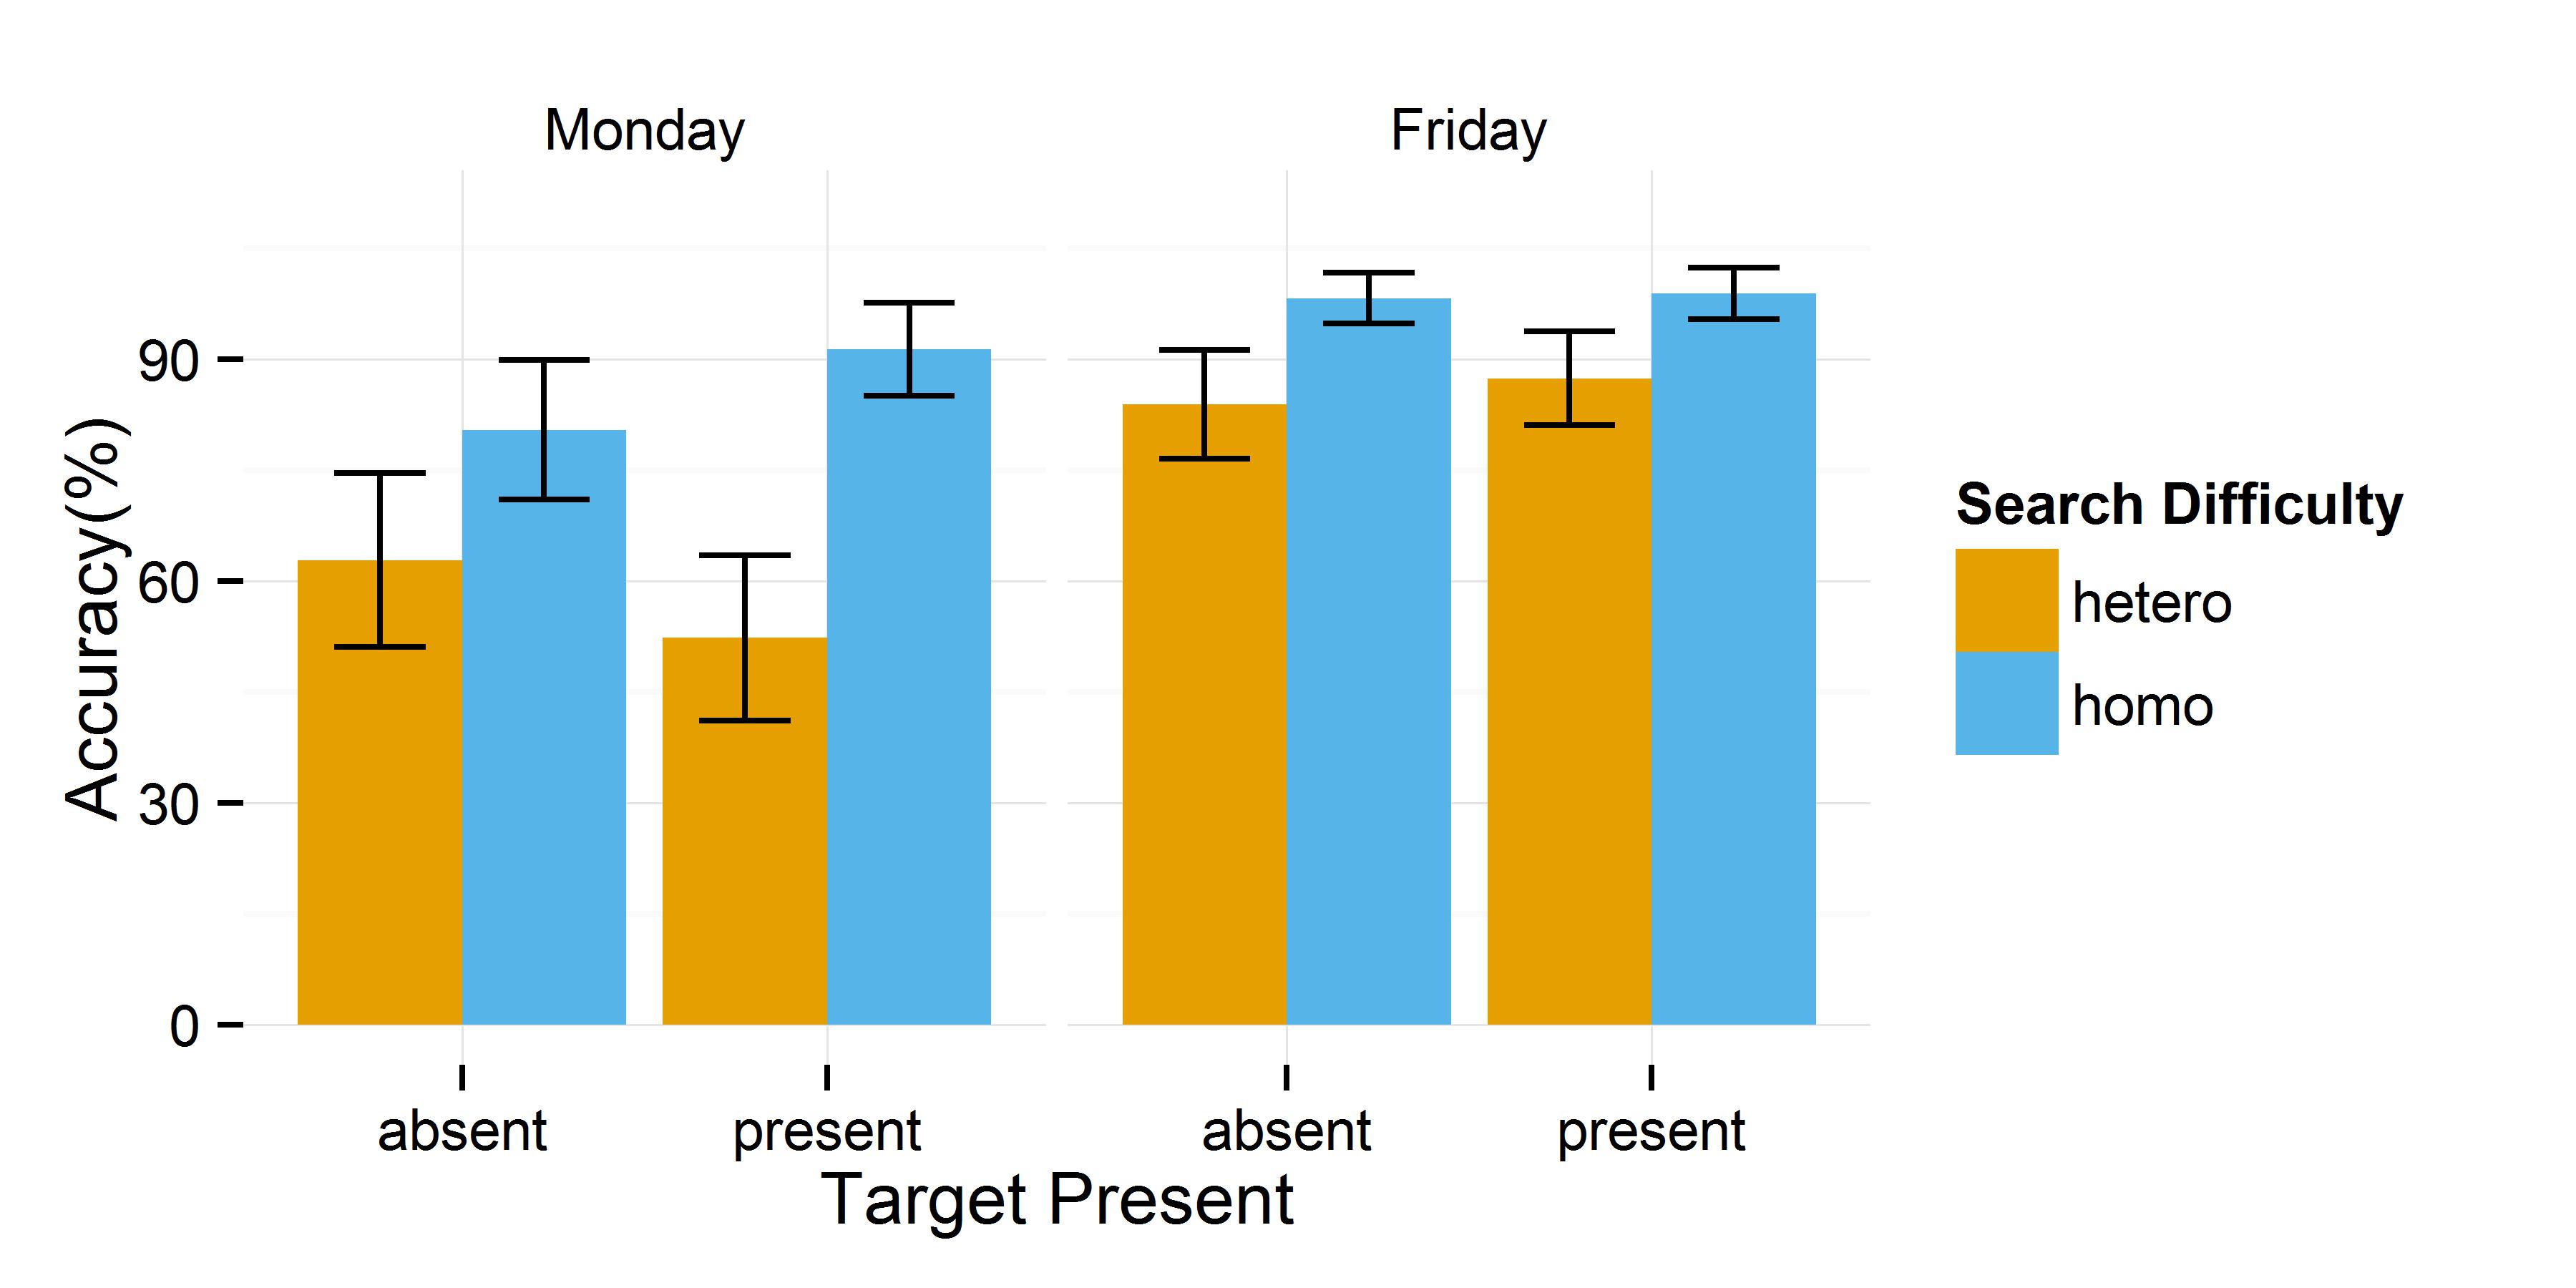 Monday Friday
Accuracy(%)
90
60
30
0
absent present absent present
Target Present
Search Difficulty
hetero
homo